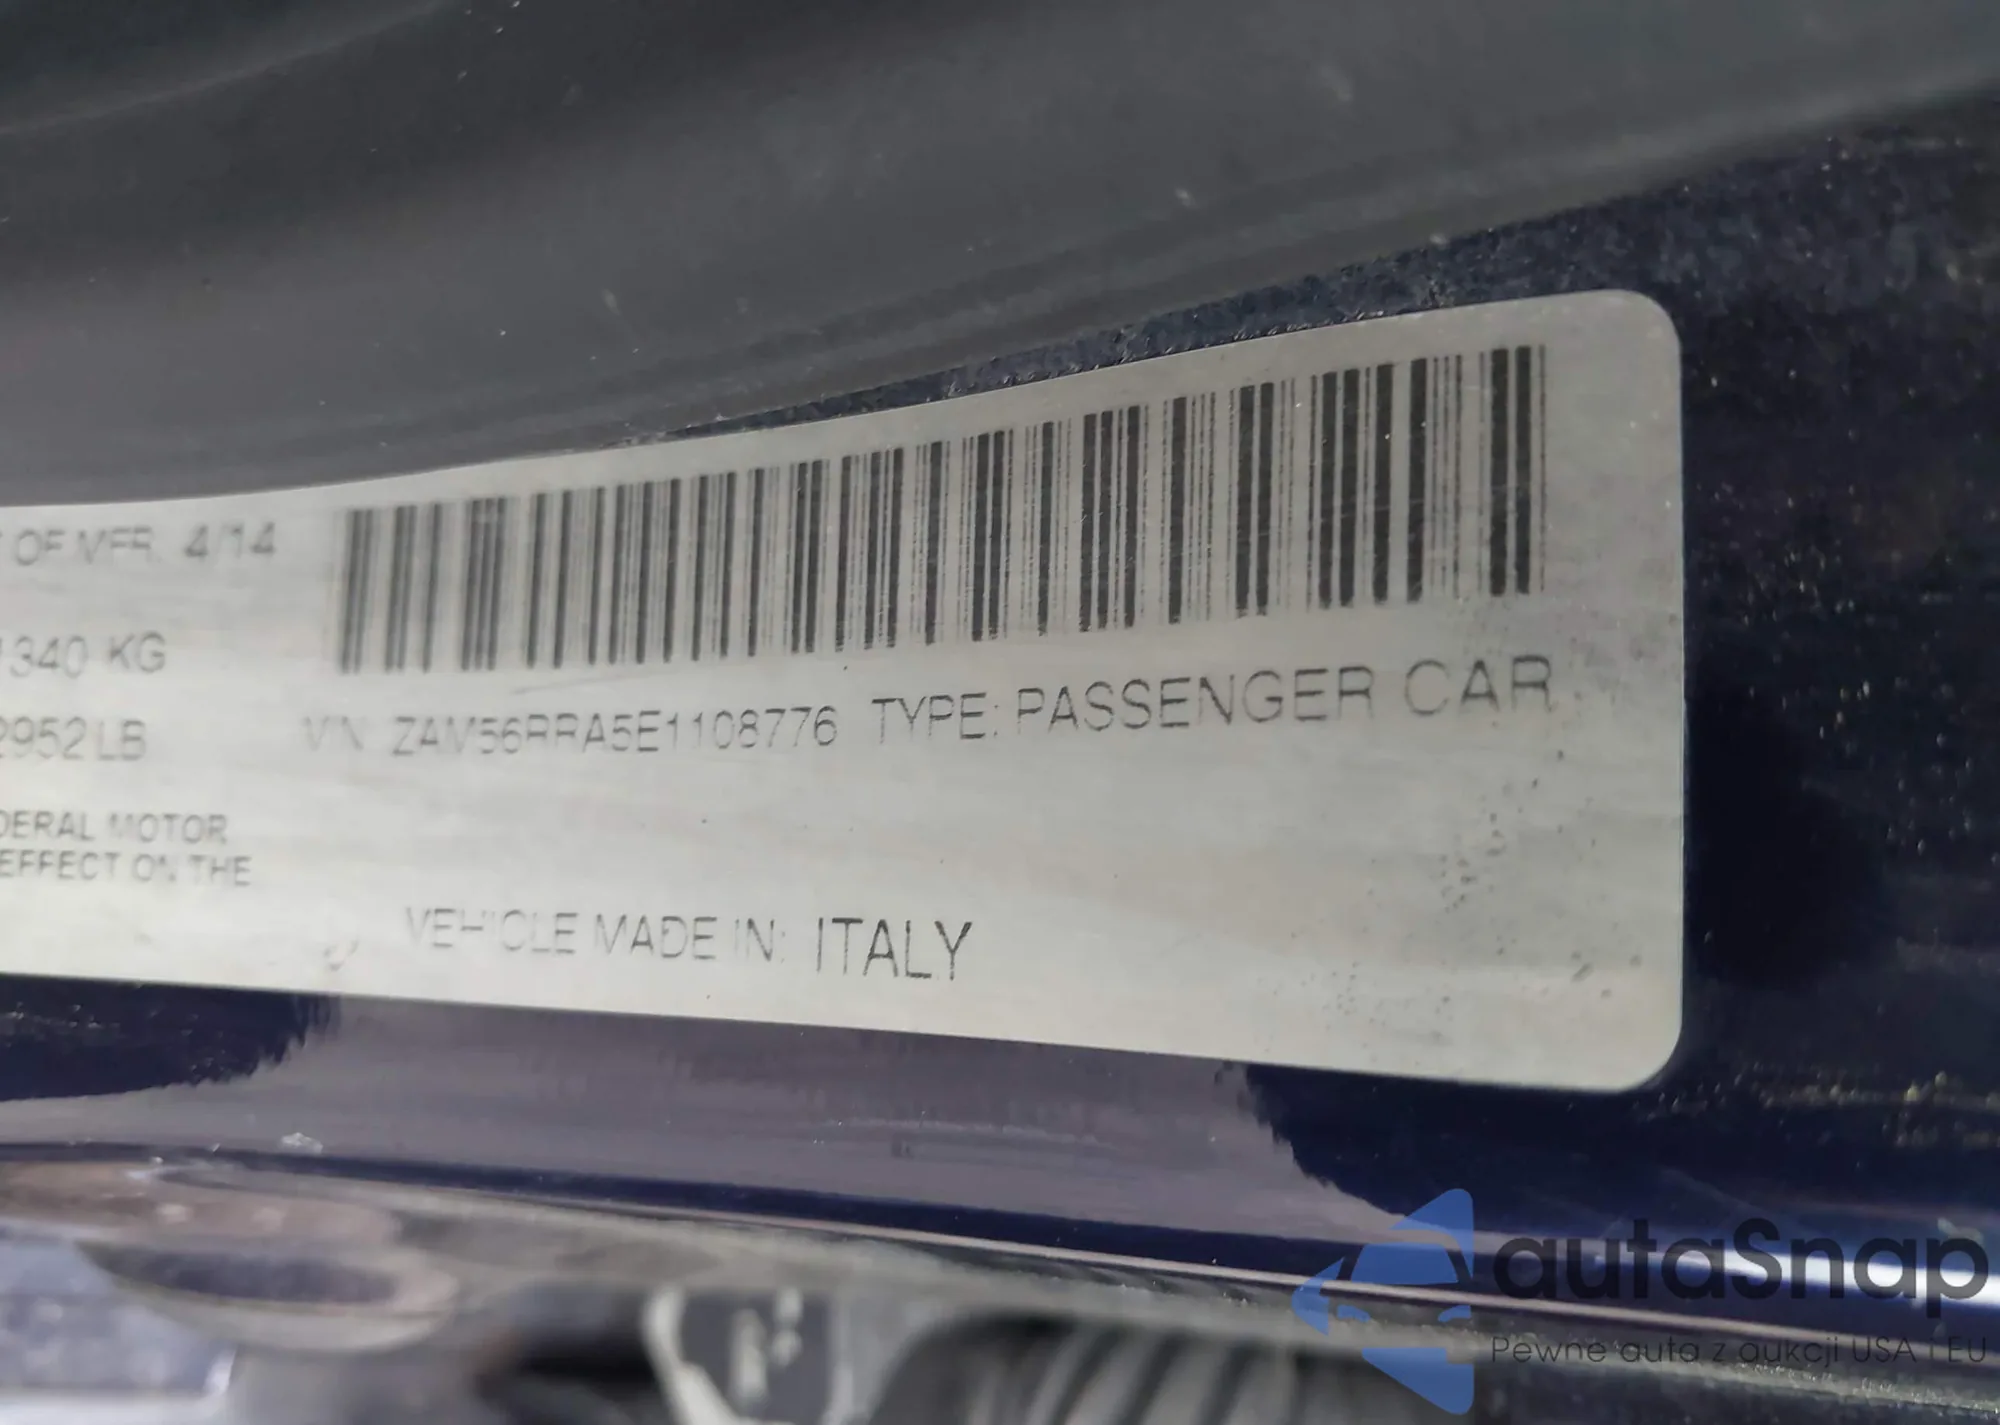 OF MFR. 4/14
1340 KG
2952 LB
VIN ZAM56RRA5E1108776 TYPE: PASSENGER CAR
DERAL MOTOR
EFFECT ON THE
VEHICLE MADE IN: ITALY
autaSnap
Pewne auta z aukcji USA i EU